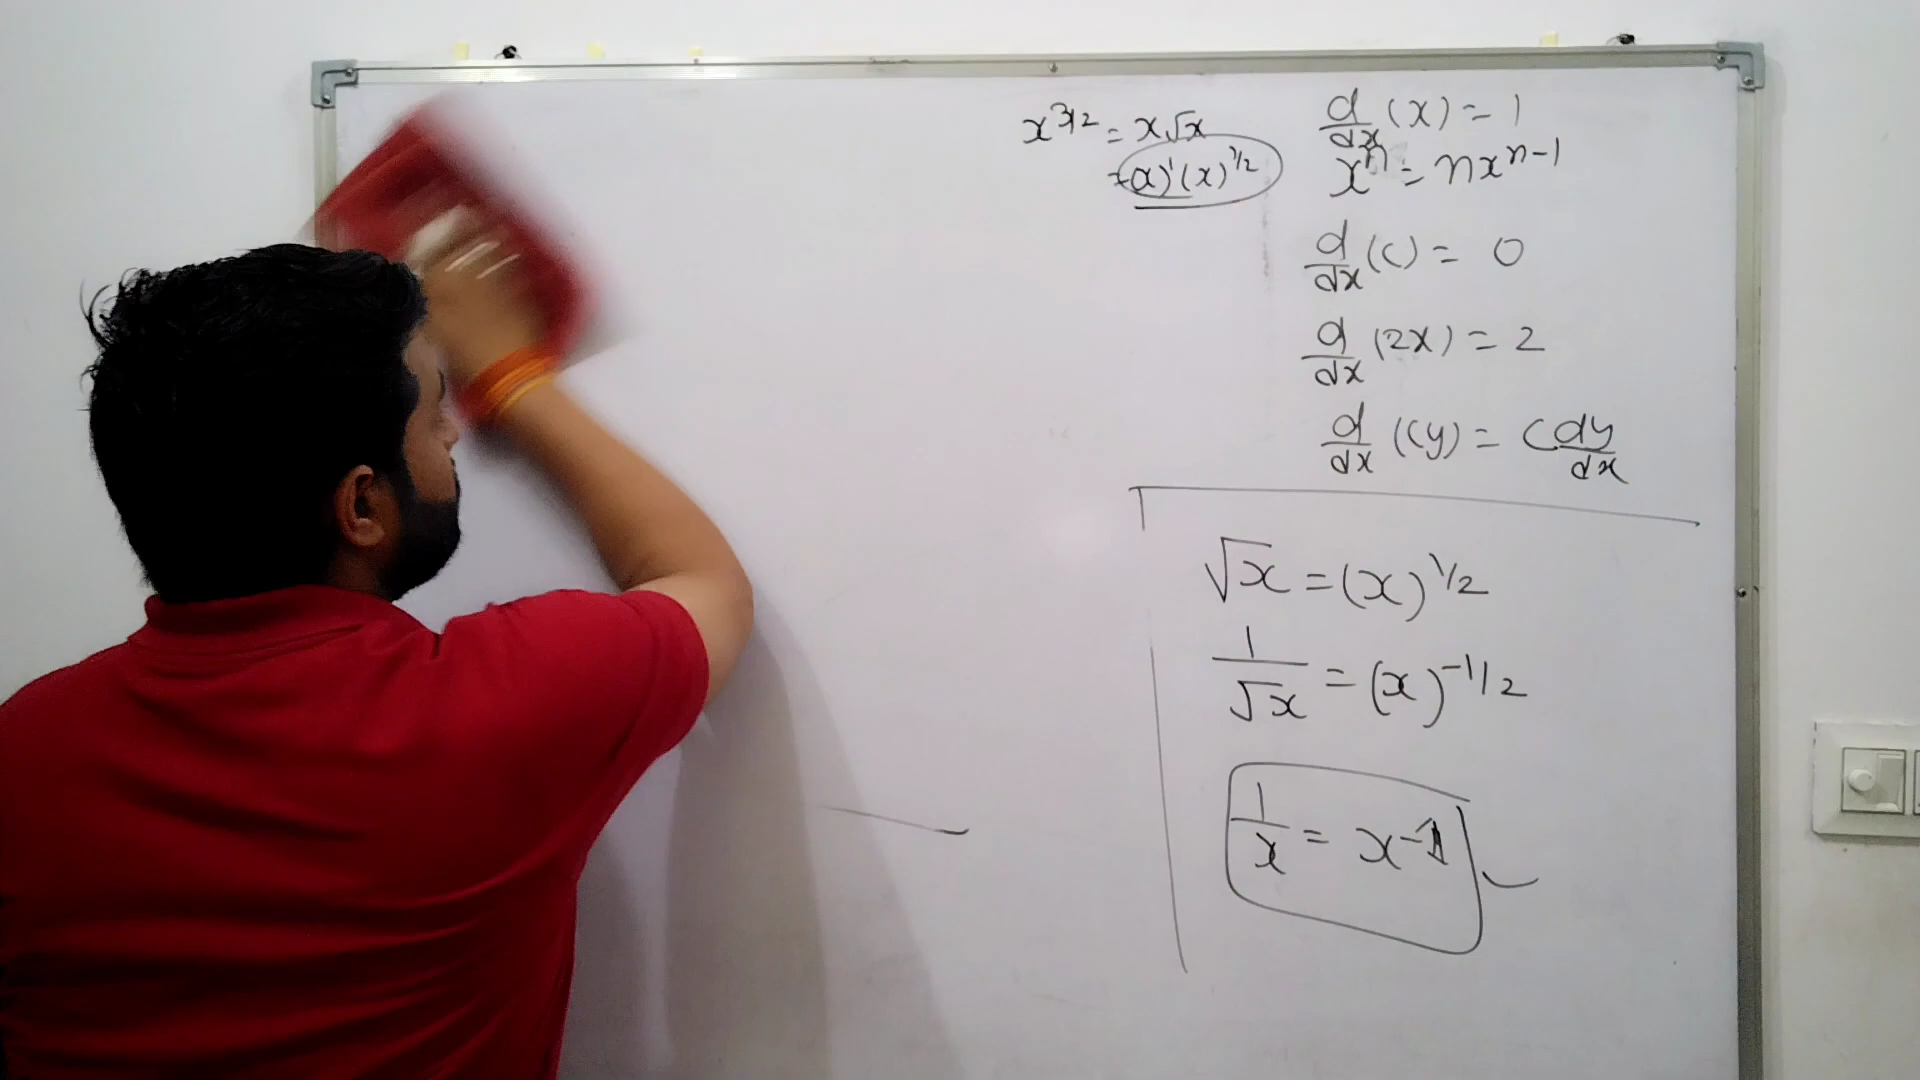 x^3/2 = x√x
= (x)^1 (x)^1/2
d/dx (x) = 1
x^n = nx^n-1
d/dx (c) = 0
d/dx (2x) = 2
d/dx (cy) = c dy/dx
√x = (x)^1/2
1/√x = (x)^-1/2
1/x = x^-1